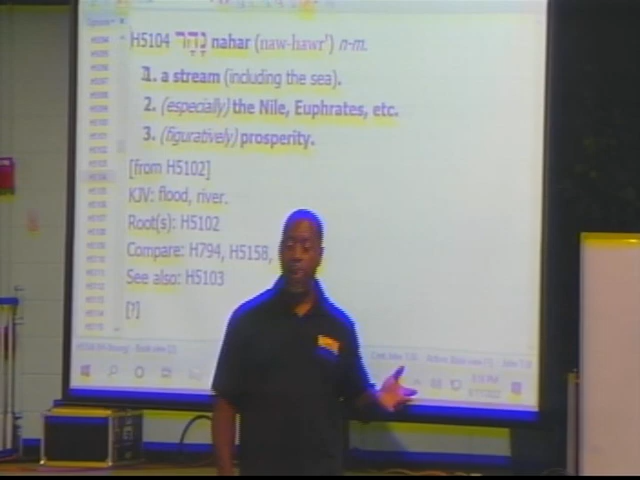 H5104 נָהָר nahar (naw-hawr') n-m.
1. a stream (including the sea).
2. (especially) the Nile, Euphrates, etc.
3. (figuratively) prosperity.
[from H5102]
KJV: flood, river.
Root(s): H5102
Compare: H794, H5158,
See also: H5103
[?]